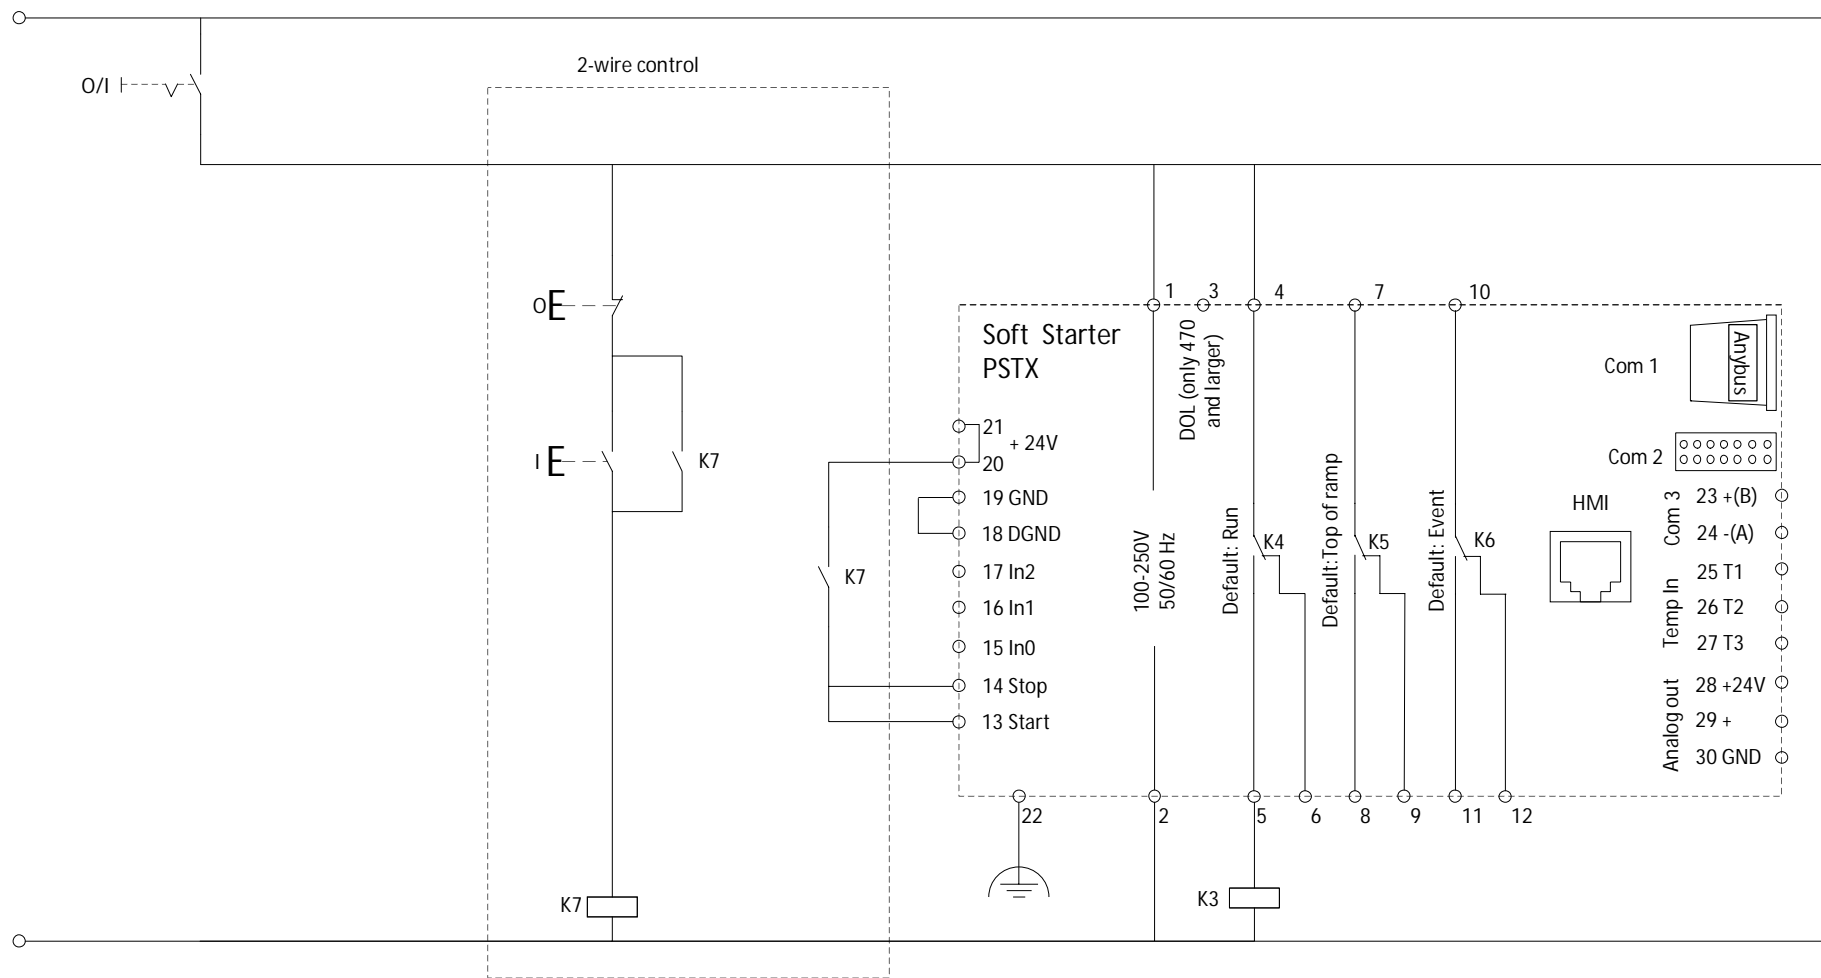 2-wire control
O/I
O
I
K7
K7
K7
Soft Starter
PSTX
1
3
4
7
10
DOL (only 470
and larger)
21
+ 24V
20
19 GND
18 DGND
17 In2
16 In1
15 In0
14 Stop
13 Start
100-250V
50/60 Hz
Default: Run
K4
Default:Top of ramp
K5
Default: Event
K6
Com 1
Anybus
Com 2
HMI
Com 3
23 +(B)
24 -(A)
Temp In
25 T1
26 T2
27 T3
Analog out
28 +24V
29 +
30 GND
22
2
5
6
8
9
11
12
K3